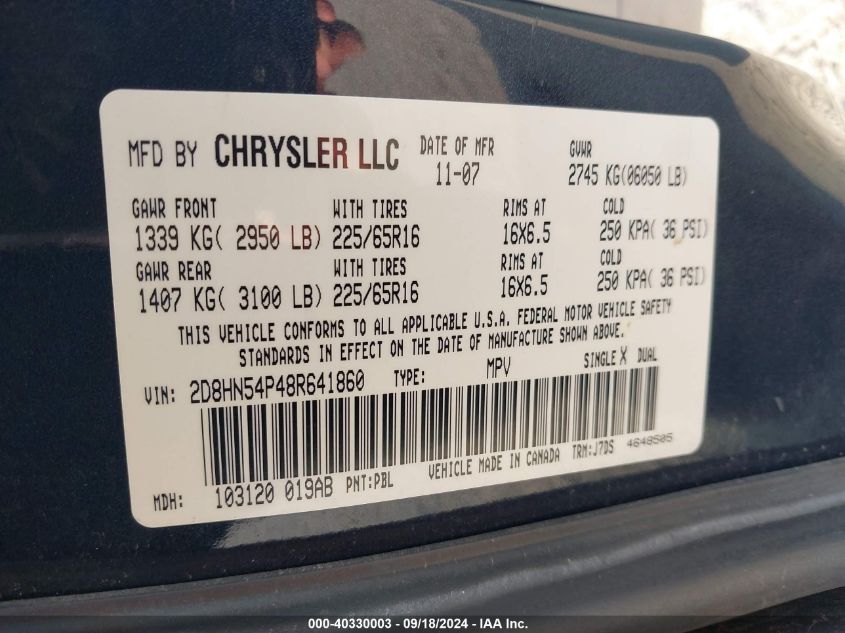 MFD BY CHRYSLER LLC DATE OF MFR 11-07 GVWR 2745 KG(06050 LB)
GAWR FRONT WITH TIRES RIMS AT COLD
1339 KG( 2950 LB) 225/65R16 16X6.5 250 KPA( 36 PSI)
GAWR REAR WITH TIRES RIMS AT COLD
1407 KG( 3100 LB) 225/65R16 16X6.5 250 KPA( 36 PSI)
THIS VEHICLE CONFORMS TO ALL APPLICABLE U.S.A. FEDERAL MOTOR VEHICLE SAFETY
STANDARDS IN EFFECT ON THE DATE OF MANUFACTURE SHOWN ABOVE.
VIN: 2D8HN54P48R641860 TYPE: MPV SINGLE X DUAL
MDH: 103120 019AB PNT:PBL VEHICLE MADE IN CANADA TRM:J7DS 4648505
000-40330003 - 09/18/2024 - IAA Inc.